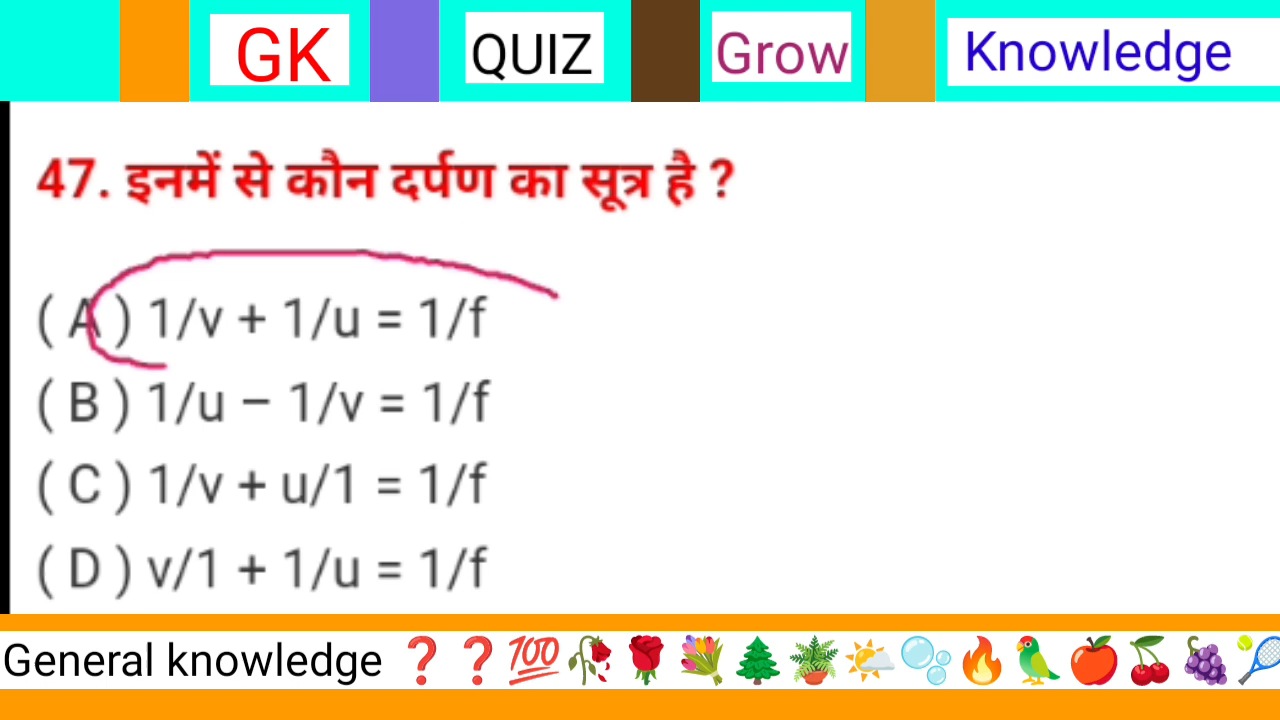 GK QUIZ Grow Knowledge
47. इनमें से कौन दर्पण का सूत्र है ?
( A ) 1/v + 1/u = 1/f
( B ) 1/u – 1/v = 1/f
( C ) 1/v + u/1 = 1/f
( D ) v/1 + 1/u = 1/f
General knowledge ❓❓💯🥀🌹💐🌲🪴🌤️🫧🔥🦜🍎🍒🍇🎾